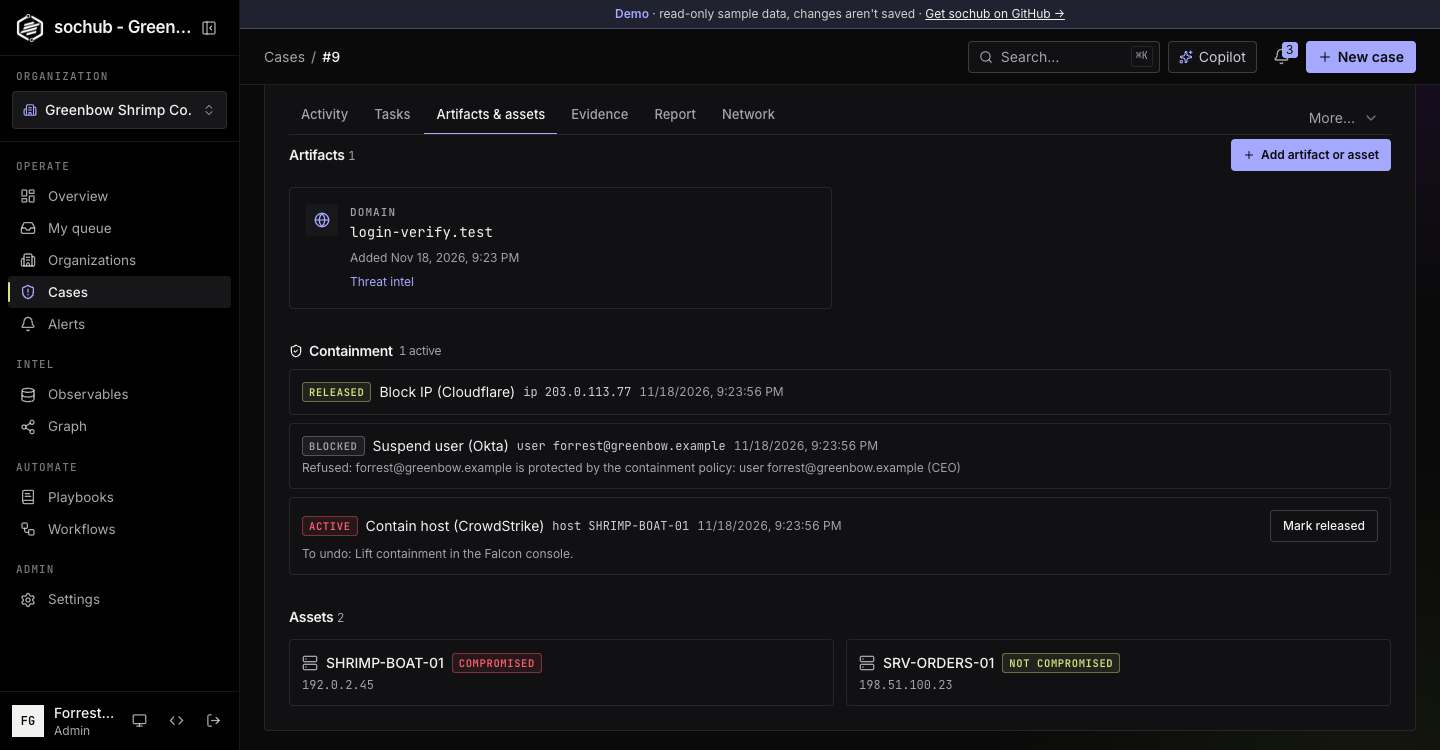 sochub - Green...
Demo · read-only sample data, changes aren't saved · Get sochub on GitHub →
Cases / #9
Search...
⌘K
Copilot
3
+ New case
ORGANIZATION
Greenbow Shrimp Co.
OPERATE
Overview
My queue
Organizations
Cases
Alerts
INTEL
Observables
Graph
AUTOMATE
Playbooks
Workflows
ADMIN
Settings
FG
Forrest...
Admin
Activity
Tasks
Artifacts & assets
Evidence
Report
Network
More...
Artifacts 1
+ Add artifact or asset
DOMAIN
login-verify.test
Added Nov 18, 2026, 9:23 PM
Threat intel
Containment 1 active
RELEASED Block IP (Cloudflare) ip 203.0.113.77 11/18/2026, 9:23:56 PM
BLOCKED Suspend user (Okta) user forrest@greenbow.example 11/18/2026, 9:23:56 PM
Refused: forrest@greenbow.example is protected by the containment policy: user forrest@greenbow.example (CEO)
ACTIVE Contain host (CrowdStrike) host SHRIMP-BOAT-01 11/18/2026, 9:23:56 PM
Mark released
To undo: Lift containment in the Falcon console.
Assets 2
SHRIMP-BOAT-01 COMPROMISED
192.0.2.45
SRV-ORDERS-01 NOT COMPROMISED
198.51.100.23